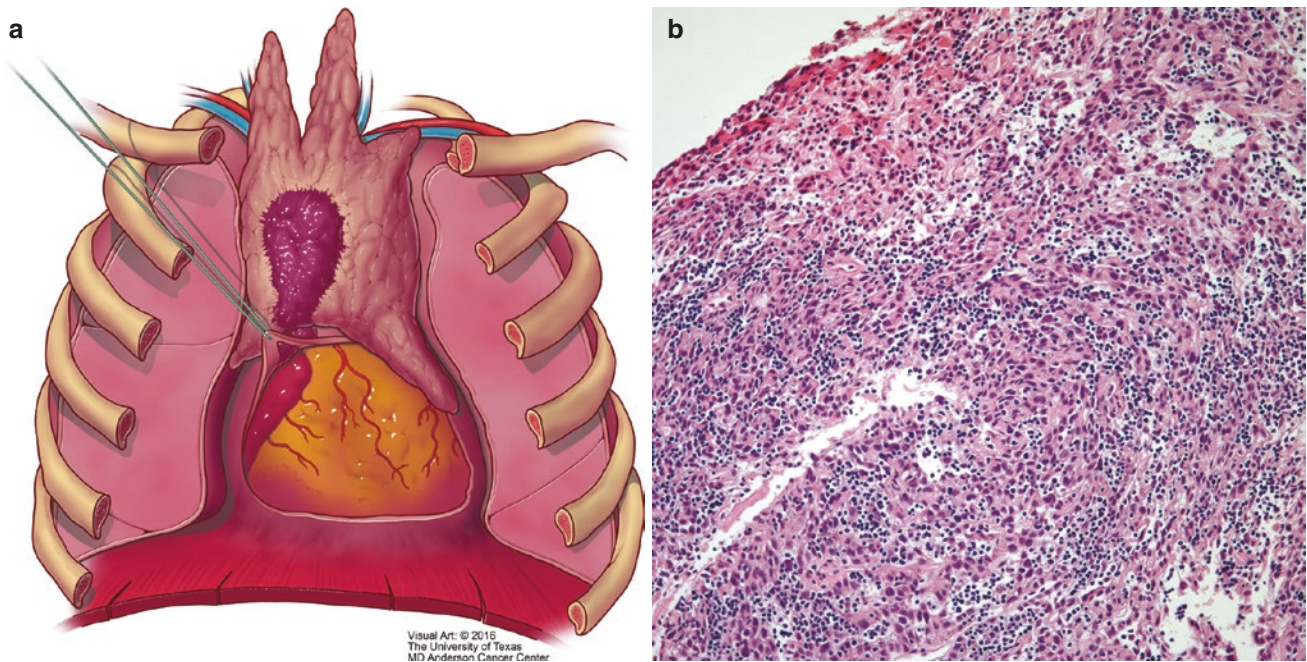 a
b
Visual Art: © 2016
The University of Texas
MD Anderson Cancer Center